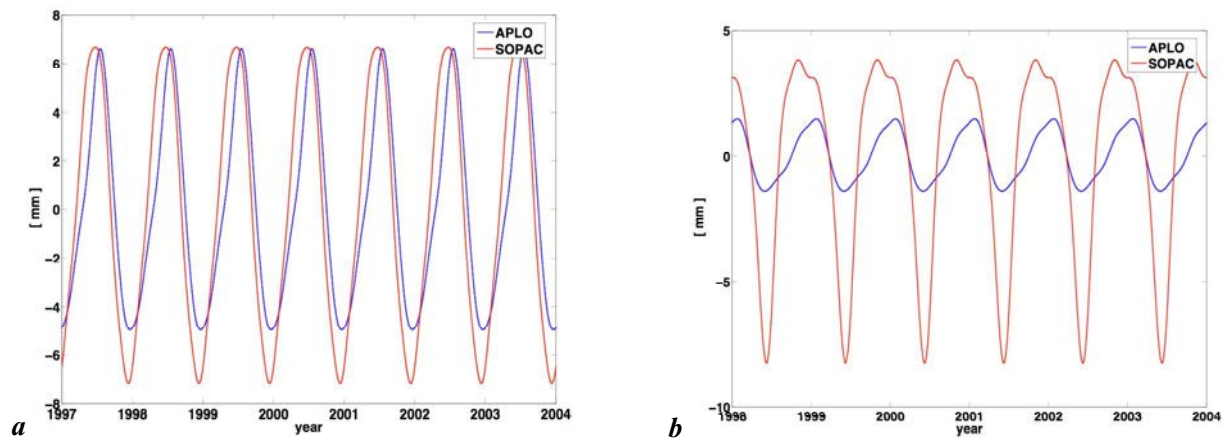 8
6
4
2
0
−2
−4
−6
−8
[ mm ]
1997 1998 1999 2000 2001 2002 2003 2004
year
APLO
SOPAC
a
5
0
−5
−10
[ mm ]
1998 1999 2000 2001 2002 2003 2004
year
APLO
SOPAC
b